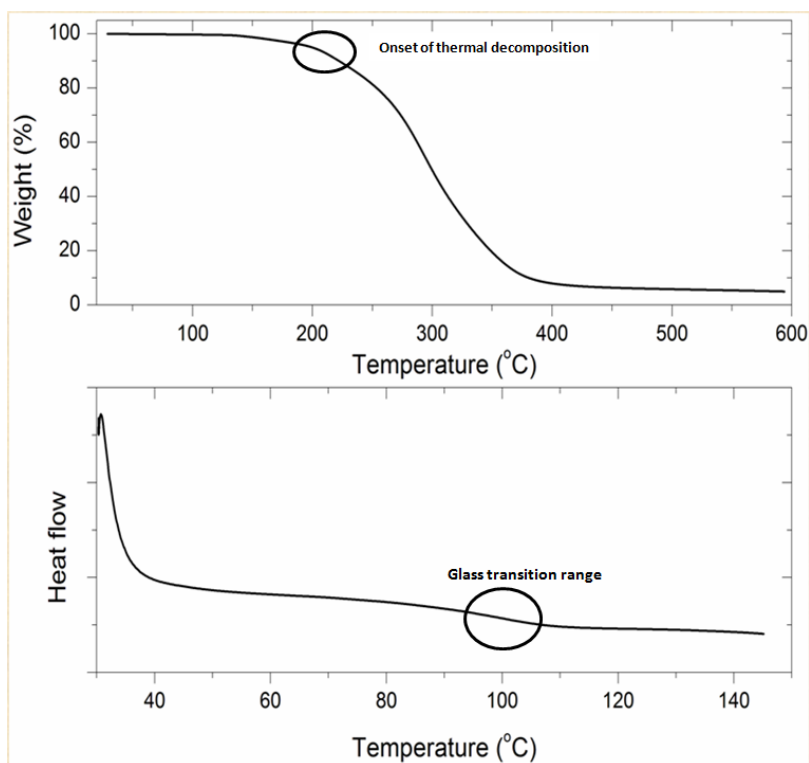 100
Onset of thermal decomposition
80
60
40
20
0
Weight (%)
100 200 300 400 500 600
Temperature (°C)
Heat flow
Glass transition range
40 60 80 100 120 140
Temperature (°C)